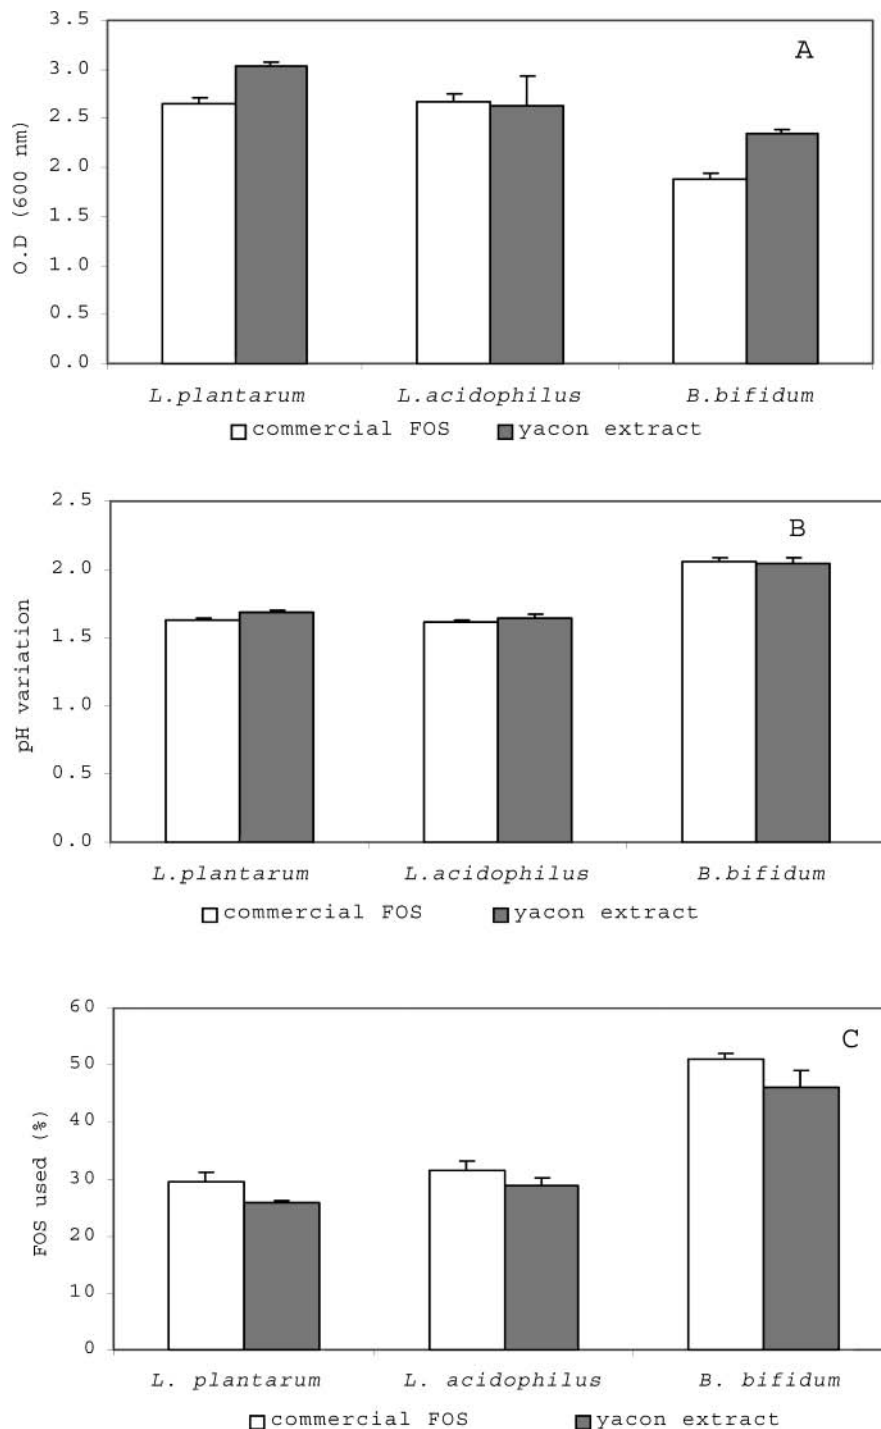 A
O.D (600 nm)
3.5
3.0
2.5
2.0
1.5
1.0
0.5
0.0
L.plantarum L.acidophilus B.bifidum
commercial FOS yacon extract
B
pH variation
2.5
2.0
1.5
1.0
0.5
0.0
L.plantarum L.acidophilus B.bifidum
commercial FOS yacon extract
C
FOS used (%)
60
50
40
30
20
10
0
L. plantarum L. acidophilus B. bifidum
commercial FOS yacon extract